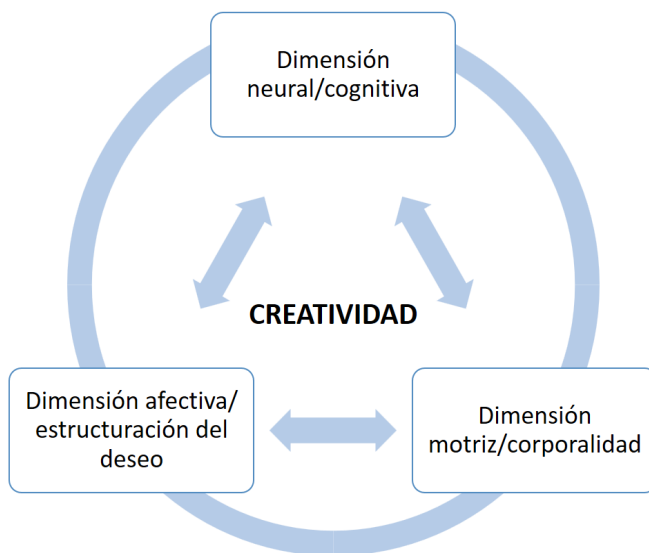 Dimensión
neural/cognitiva
CREATIVIDAD
Dimensión afectiva/
estructuración del
deseo
Dimensión
motriz/corporalidad